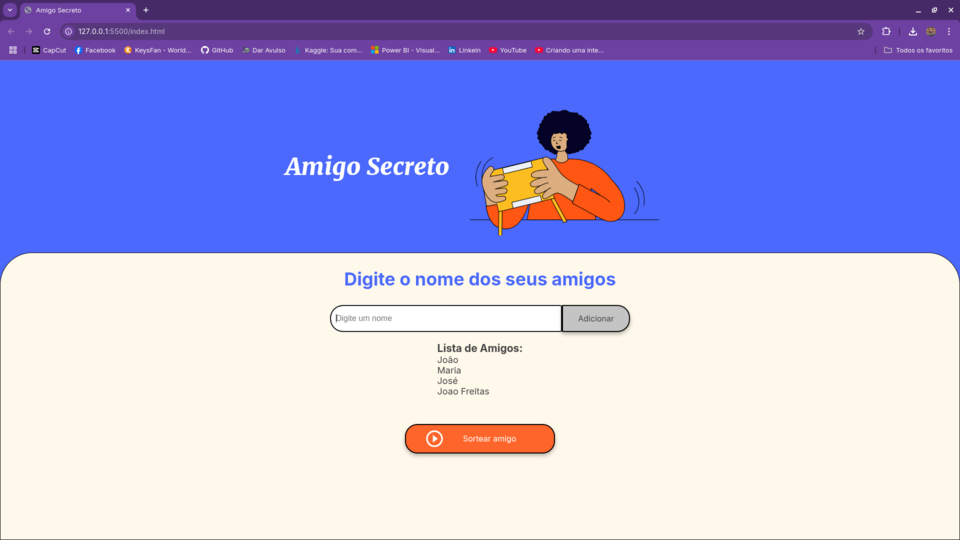 Amigo Secreto
127.0.0.1:5500/index.html
CapCut
Facebook
KeysFan - World...
GitHub
Dar Avulso
Kaggle: Sua com...
Power BI - Visual...
LinkeIn
YouTube
Criando uma inte...
Todos os favoritos
Amigo Secreto
Digite o nome dos seus amigos
Digite um nome
Adicionar
Lista de Amigos:
João
Maria
José
Joao Freitas
Sortear amigo